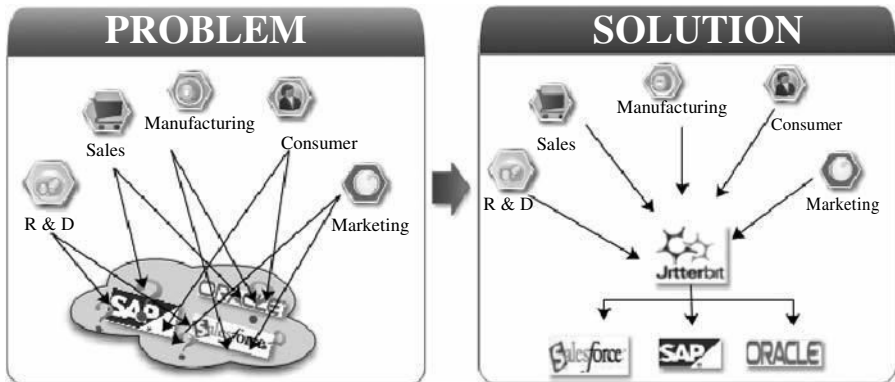 PROBLEM
Manufacturing
Sales
Consumer
R & D
Marketing
SAP
ORACLE
Salesforce
SOLUTION
Manufacturing
Sales
Consumer
R & D
Marketing
Jitterbit
Salesforce
SAP
ORACLE